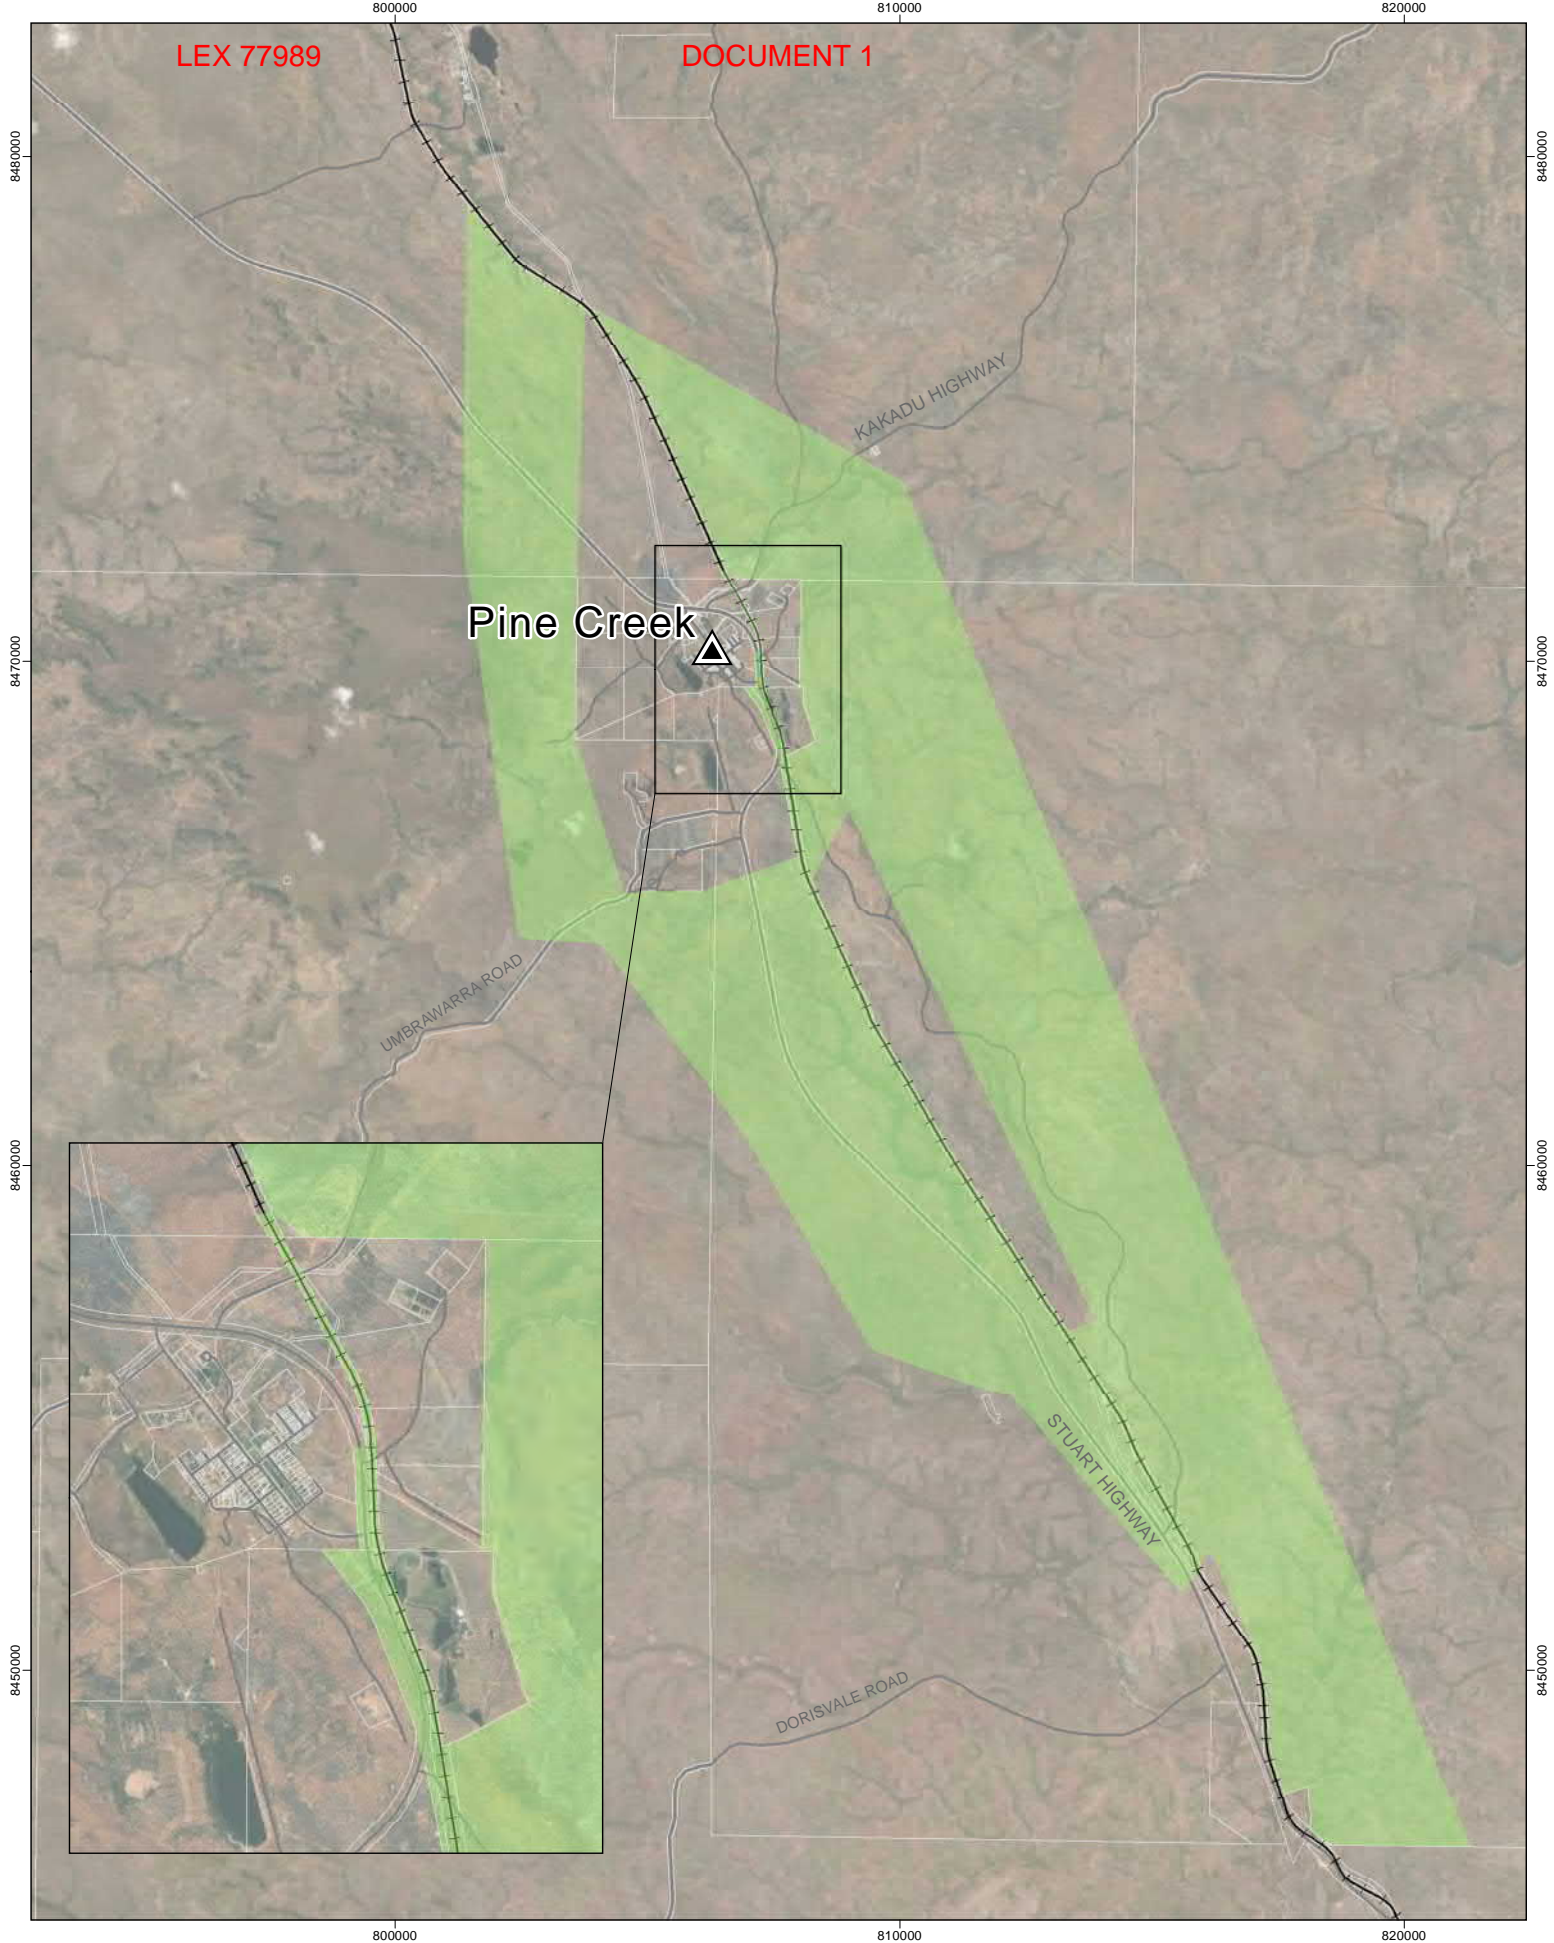 800000
810000
820000
LEX 77989
DOCUMENT 1
8480000
8480000
KAKADU HIGHWAY
Pine Creek
8470000
8470000
UMBRAWARRA ROAD
8460000
8460000
STUART HIGHWAY
8450000
8450000
DORISVALE ROAD
800000
810000
820000